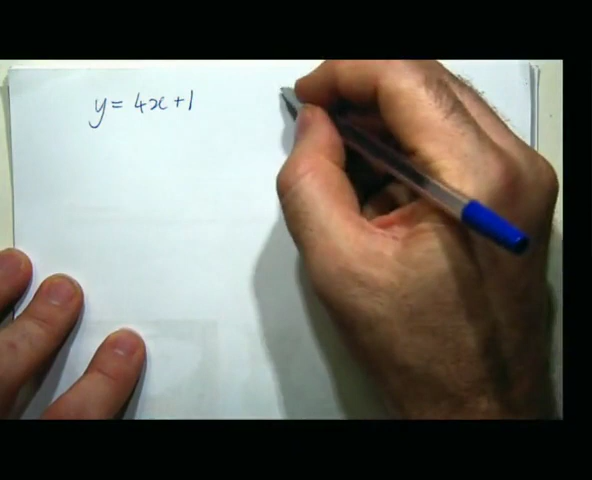 y = 4x + 1